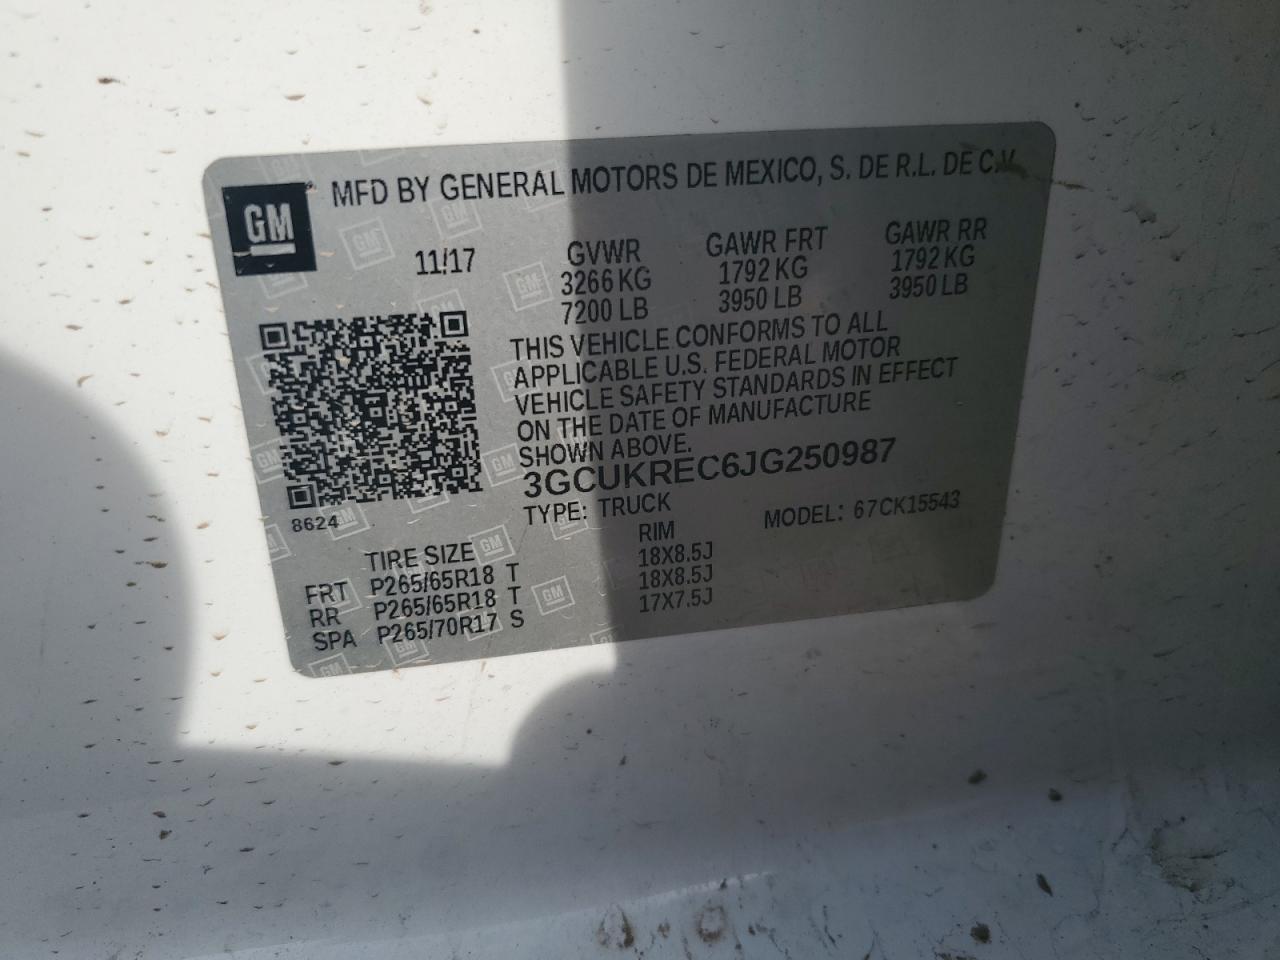 GM
MFD BY GENERAL MOTORS DE MEXICO, S. DE R.L. DE C.V.
11/17 GVWR GAWR FRT GAWR RR
3266 KG 1792 KG 1792 KG
7200 LB 3950 LB 3950 LB
THIS VEHICLE CONFORMS TO ALL
APPLICABLE U.S. FEDERAL MOTOR
VEHICLE SAFETY STANDARDS IN EFFECT
ON THE DATE OF MANUFACTURE
SHOWN ABOVE.
3GCUKREC6JG250987
8624 TYPE: TRUCK MODEL: 67CK15543
TIRE SIZE RIM
FRT P265/65R18 T 18X8.5J
RR P265/65R18 T 18X8.5J
SPA P265/70R17 S 17X7.5J